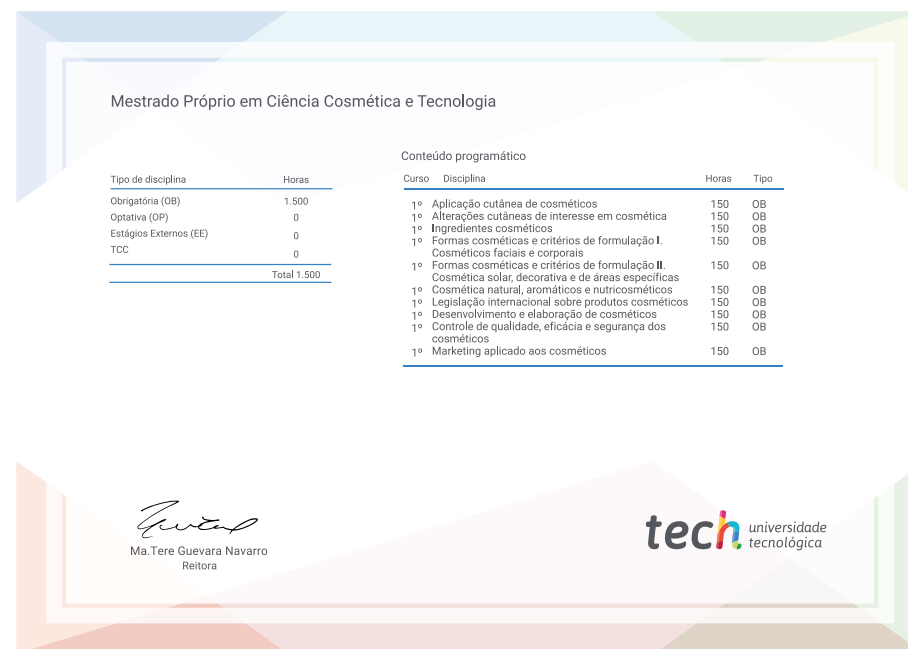 Mestrado Próprio em Ciência Cosmética e Tecnologia
Tipo de disciplina Horas
Obrigatória (OB) 1.500
Optativa (OP) 0
Estágios Externos (EE) 0
TCC 0
Total 1.500
Conteúdo programático
Curso Disciplina Horas Tipo
1º Aplicação cutânea de cosméticos 150 OB
1º Alterações cutâneas de interesse em cosmética 150 OB
1º Ingredientes cosméticos 150 OB
1º Formas cosméticas e critérios de formulação I. 150 OB
Cosméticos faciais e corporais
1º Formas cosméticas e critérios de formulação II. 150 OB
Cosmética solar, decorativa e de áreas específicas
1º Cosmética natural, aromáticos e nutricosméticos 150 OB
1º Legislação internacional sobre produtos cosméticos 150 OB
1º Desenvolvimento e elaboração de cosméticos 150 OB
1º Controle de qualidade, eficácia e segurança dos 150 OB
cosméticos
1º Marketing aplicado aos cosméticos 150 OB
Ma.Tere Guevara Navarro
Reitora
tech universidade
tecnológica